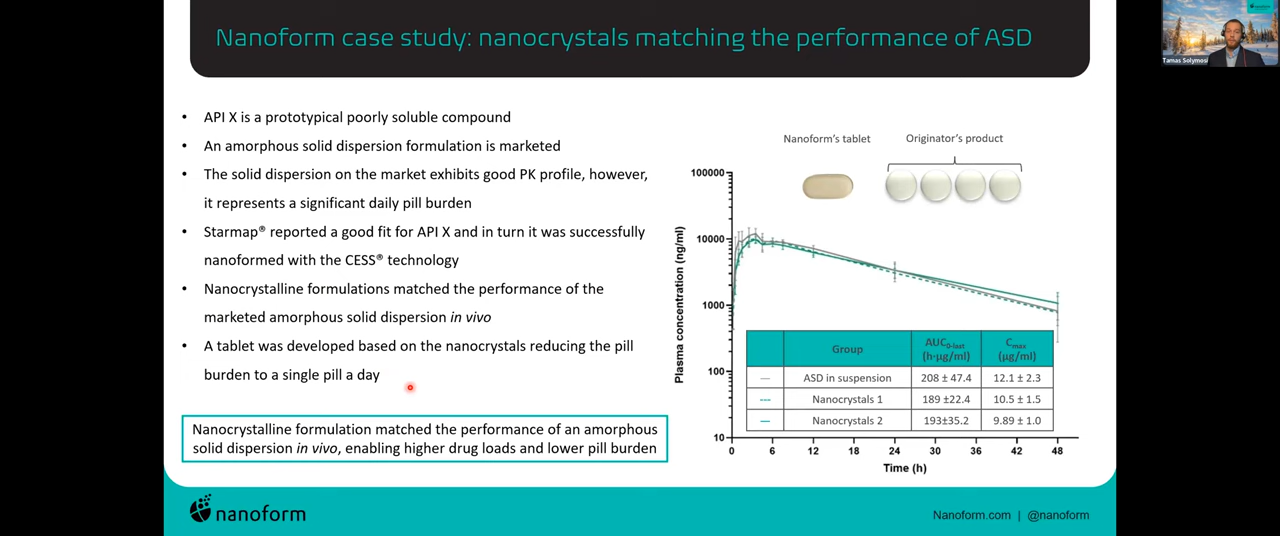 Nanoform case study: nanocrystals matching the performance of ASD
• API X is a prototypical poorly soluble compound
• An amorphous solid dispersion formulation is marketed
• The solid dispersion on the market exhibits good PK profile, however,
it represents a significant daily pill burden
• Starmap® reported a good fit for API X and in turn it was successfully
nanoformed with the CESS® technology
• Nanocrystalline formulations matched the performance of the
marketed amorphous solid dispersion in vivo
• A tablet was developed based on the nanocrystals reducing the pill
burden to a single pill a day
Nanocrystalline formulation matched the performance of an amorphous
solid dispersion in vivo, enabling higher drug loads and lower pill burden
Nanoform's tablet
Originator's product
Plasma concentration (ng/ml)
100000
10000
1000
100
10
0 6 12 18 24 30 36 42 48
Time (h)
Group AUC0-last (h·µg/ml) Cmax (µg/ml)
ASD in suspension 208 ± 47.4 12.1 ± 2.3
Nanocrystals 1 189 ±22.4 10.5 ± 1.5
Nanocrystals 2 193±35.2 9.89 ± 1.0
nanoform
Nanoform.com | @nanoform
Tamas Solymosi
nanoform